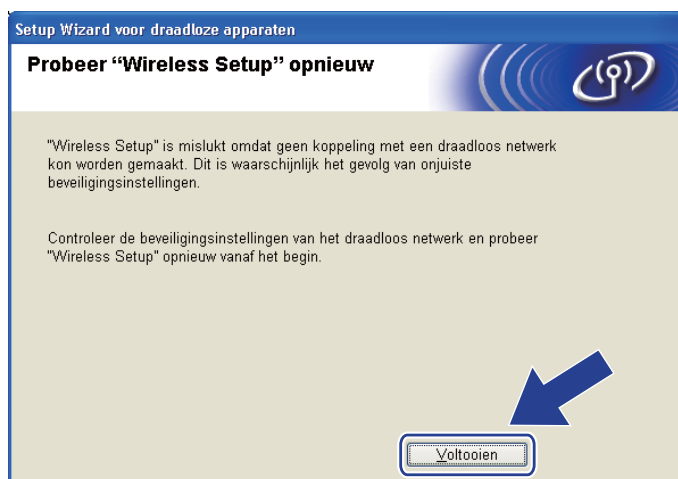 Setup Wizard voor draadloze apparaten
Probeer “Wireless Setup” opnieuw
"Wireless Setup" is mislukt omdat geen koppeling met een draadloos netwerk
kon worden gemaakt. Dit is waarschijnlijk het gevolg van onjuiste
beveiligingsinstellingen.
Controleer de beveiligingsinstellingen van het draadloos netwerk en probeer
"Wireless Setup" opnieuw vanaf het begin.
Voltooien